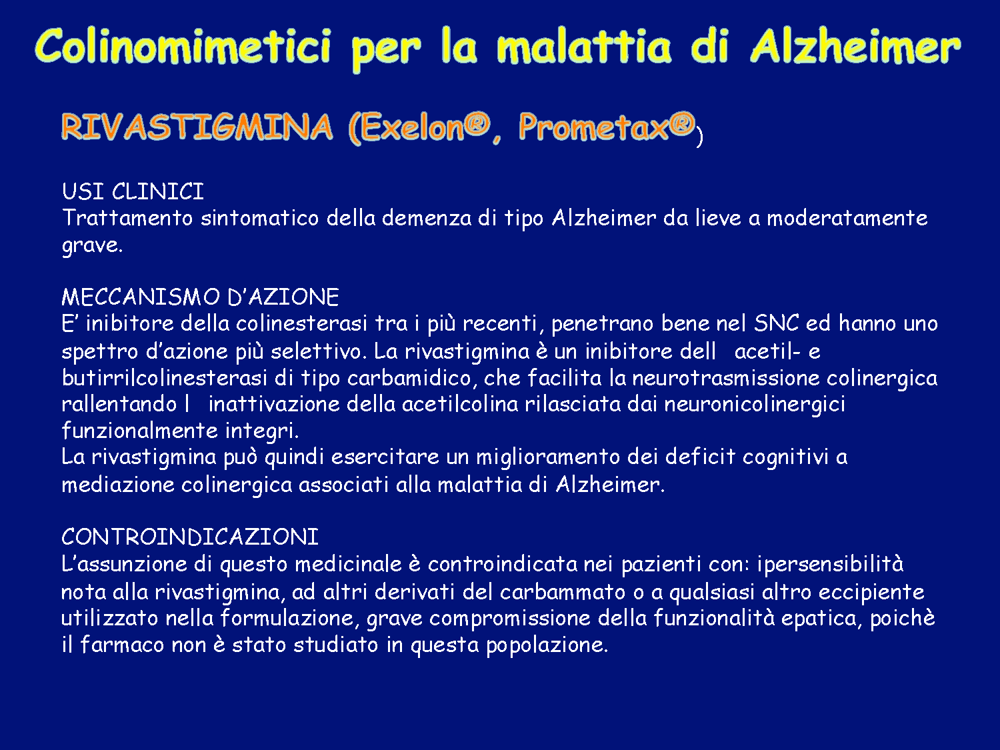 Colinomimetici per la malattia di Alzheimer
RIVASTIGMINA (Exelon®, Prometax®)
USI CLINICI
Trattamento sintomatico della demenza di tipo Alzheimer da lieve a moderatamente
grave.
MECCANISMO D’AZIONE
E’ inibitore della colinesterasi tra i più recenti, penetrano bene nel SNC ed hanno uno
spettro d’azione più selettivo. La rivastigmina è un inibitore dell acetil- e
butirrilcolinesterasi di tipo carbamidico, che facilita la neurotrasmissione colinergica
rallentando l inattivazione della acetilcolina rilasciata dai neuronicolinergici
funzionalmente integri.
La rivastigmina può quindi esercitare un miglioramento dei deficit cognitivi a
mediazione colinergica associati alla malattia di Alzheimer.
CONTROINDICAZIONI
L’assunzione di questo medicinale è controindicata nei pazienti con: ipersensibilità
nota alla rivastigmina, ad altri derivati del carbammato o a qualsiasi altro eccipiente
utilizzato nella formulazione, grave compromissione della funzionalità epatica, poichè
il farmaco non è stato studiato in questa popolazione.